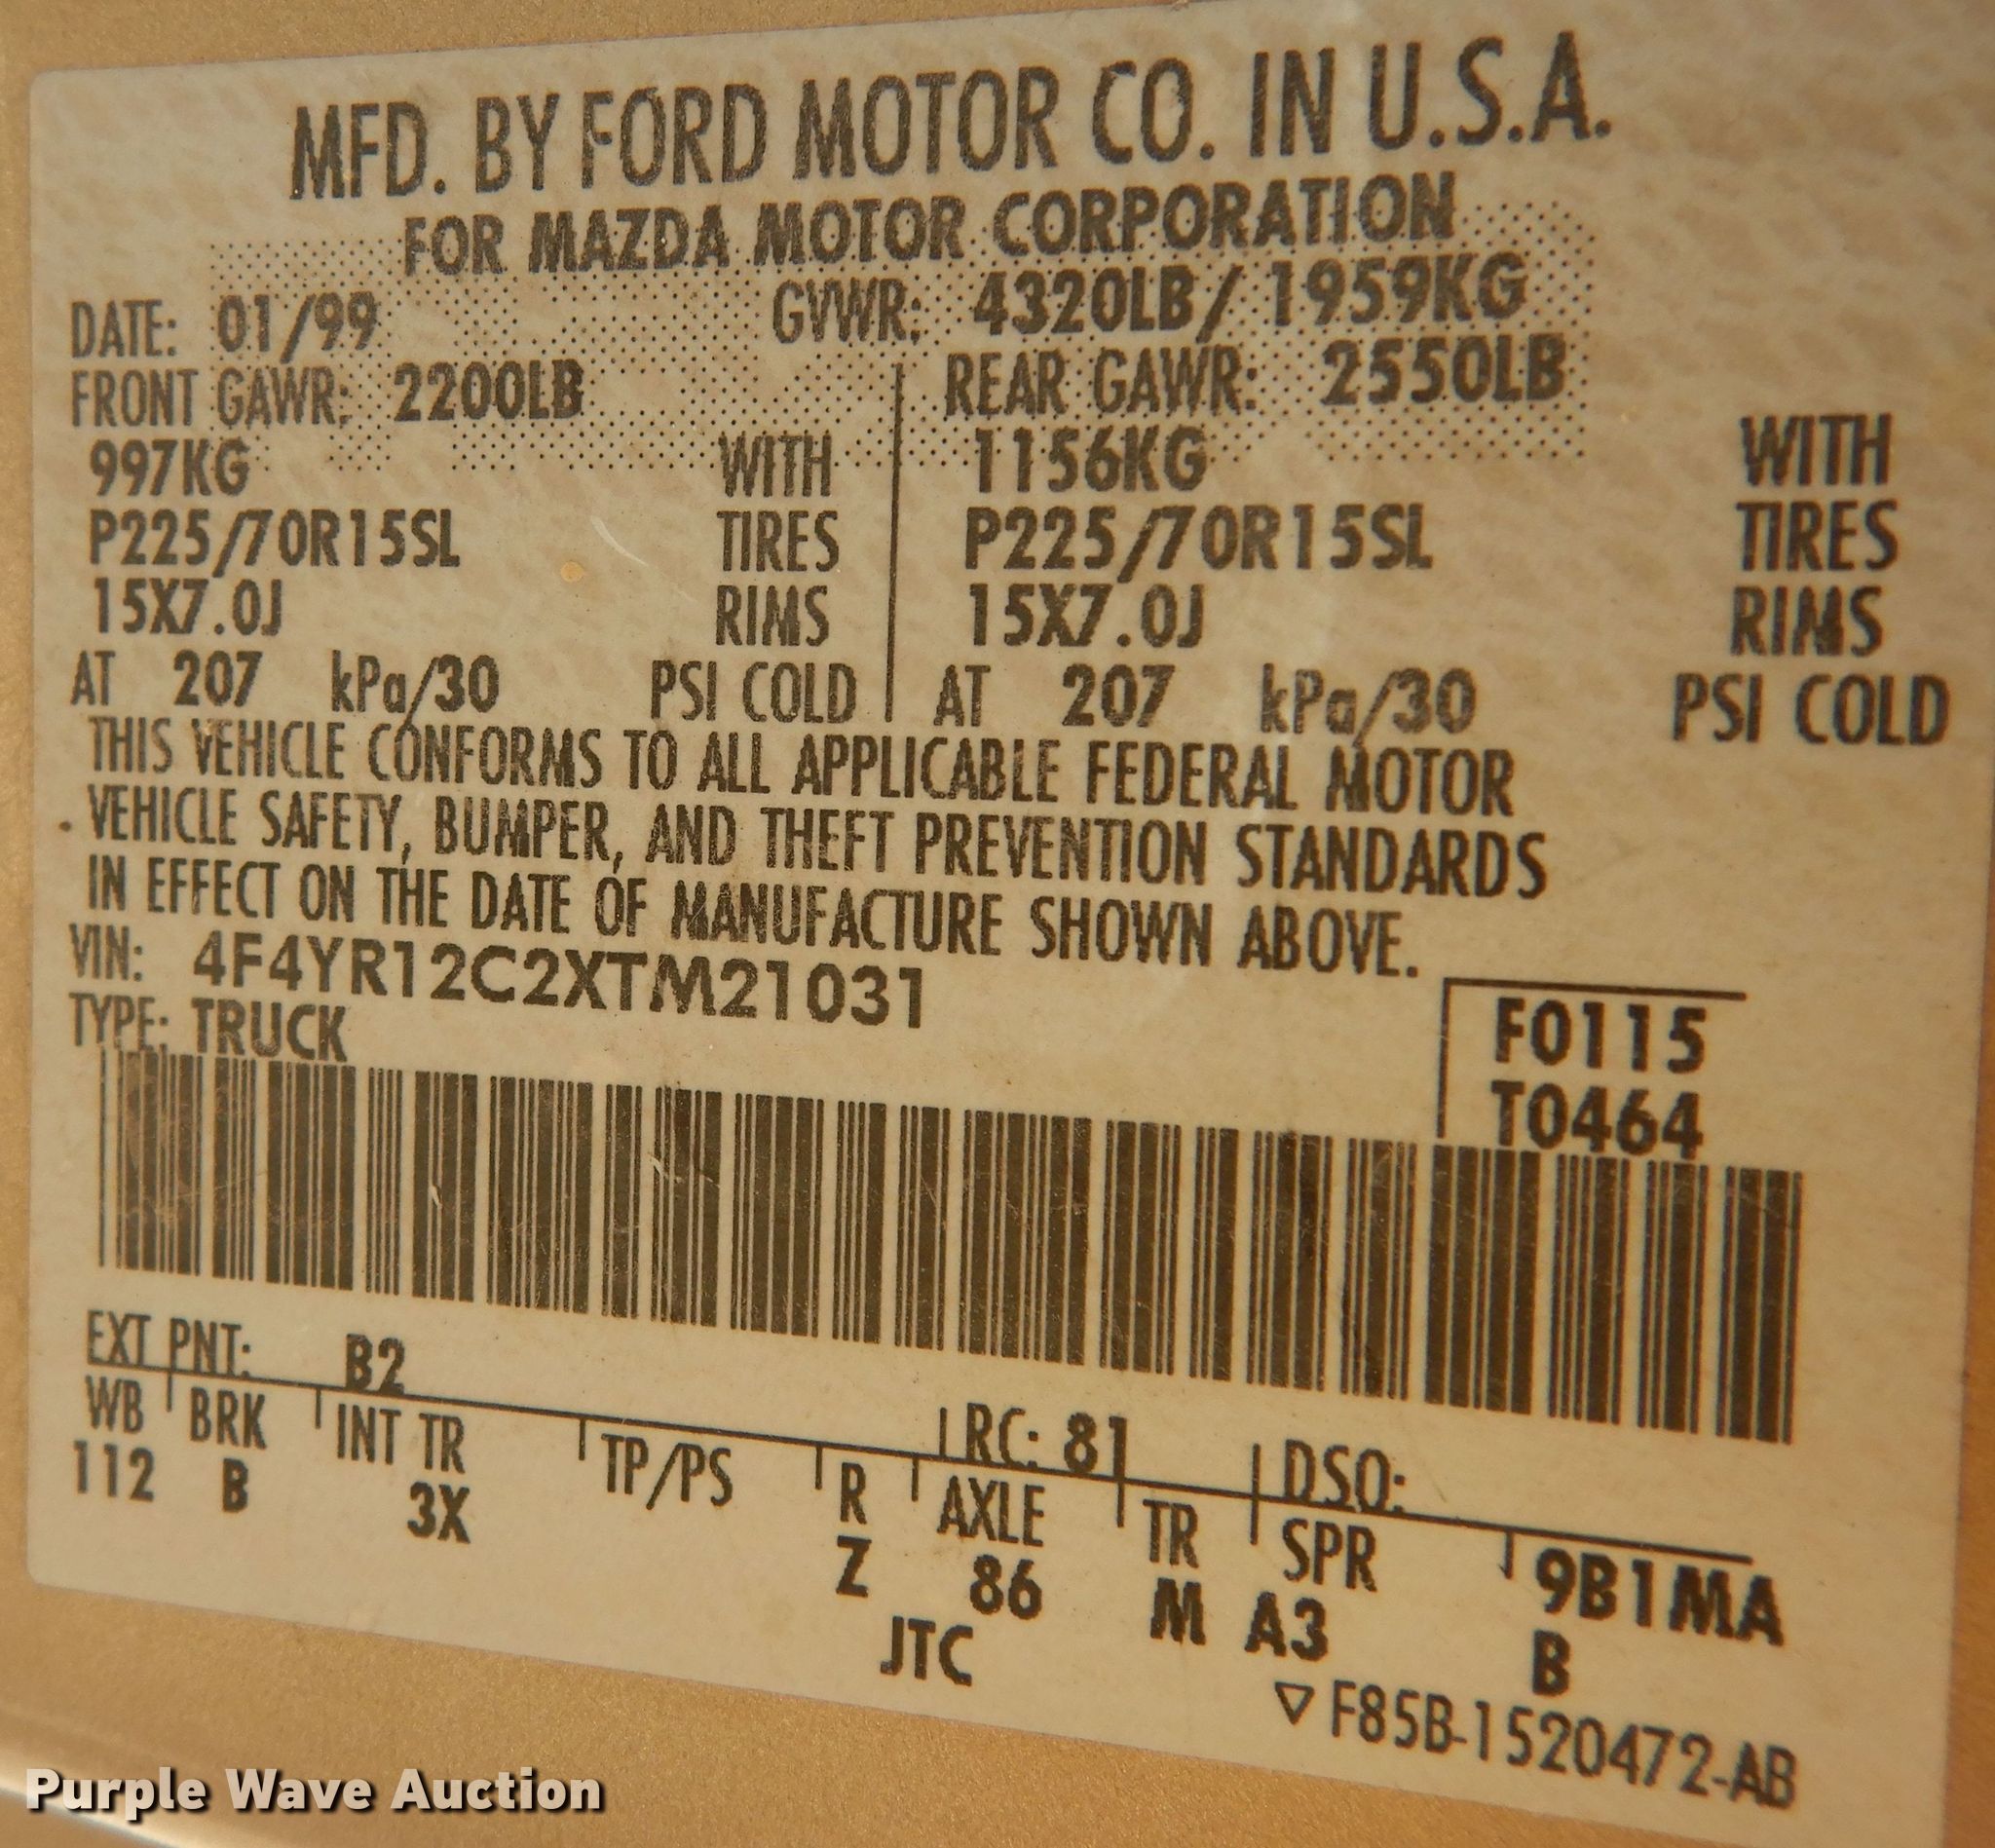 MFD. BY FORD MOTOR CO. IN U.S.A.
FOR MAZDA MOTOR CORPORATION
DATE: 01/99 GVWR: 4320LB/ 1959KG
FRONT GAWR: 2200LB REAR GAWR: 2550LB
997KG WITH 1156KG WITH
P225/70R15SL TIRES P225/70R15SL TIRES
15X7.0J RIMS 15X7.0J RIMS
AT 207 kPa/30 PSI COLD AT 207 kPa/30 PSI COLD
THIS VEHICLE CONFORMS TO ALL APPLICABLE FEDERAL MOTOR
VEHICLE SAFETY, BUMPER, AND THEFT PREVENTION STANDARDS
IN EFFECT ON THE DATE OF MANUFACTURE SHOWN ABOVE.
VIN: 4F4YR12C2XTM21031
TYPE: TRUCK
F0115
T0464
EXT PNT: B2 RC: 81 DSO:
WB BRK INT TR TP/PS R AXLE TR SPR 9B1MA
112 B 3X Z 86 M A3 B
JTC
▽ F85B-1520472-AB
Purple Wave Auction